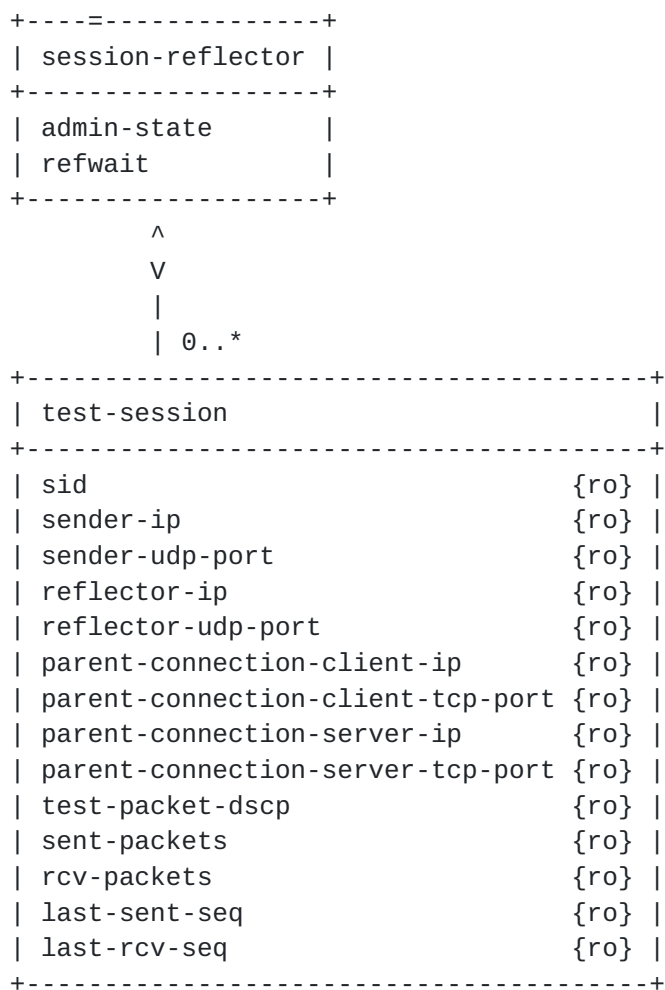 +----=--------------+
| session-reflector |
+-------------------+
| admin-state       |
| refwait           |
+-------------------+
         ^
         V
         |
         | 0..*
+----------------------------------------+
| test-session                           |
+----------------------------------------+
| sid                               {ro} |
| sender-ip                         {ro} |
| sender-udp-port                   {ro} |
| reflector-ip                      {ro} |
| reflector-udp-port                {ro} |
| parent-connection-client-ip       {ro} |
| parent-connection-client-tcp-port {ro} |
| parent-connection-server-ip       {ro} |
| parent-connection-server-tcp-port {ro} |
| test-packet-dscp                  {ro} |
| sent-packets                      {ro} |
| rcv-packets                       {ro} |
| last-sent-seq                     {ro} |
| last-rcv-seq                      {ro} |
+----------------------------------------+